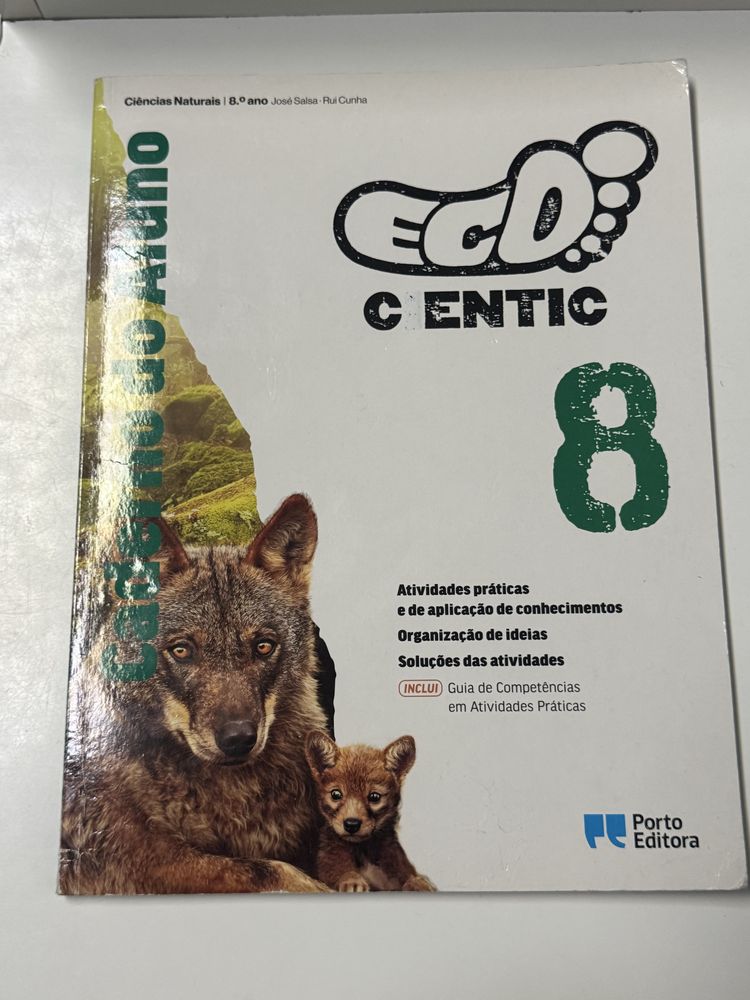 Ciências Naturais | 8.º ano José Salsa · Rui Cunha
Caderno do Aluno
ECO
C ENTIC
8
Atividades práticas
e de aplicação de conhecimentos
Organização de ideias
Soluções das atividades
INCLUI Guia de Competências
em Atividades Práticas
Porto
Editora